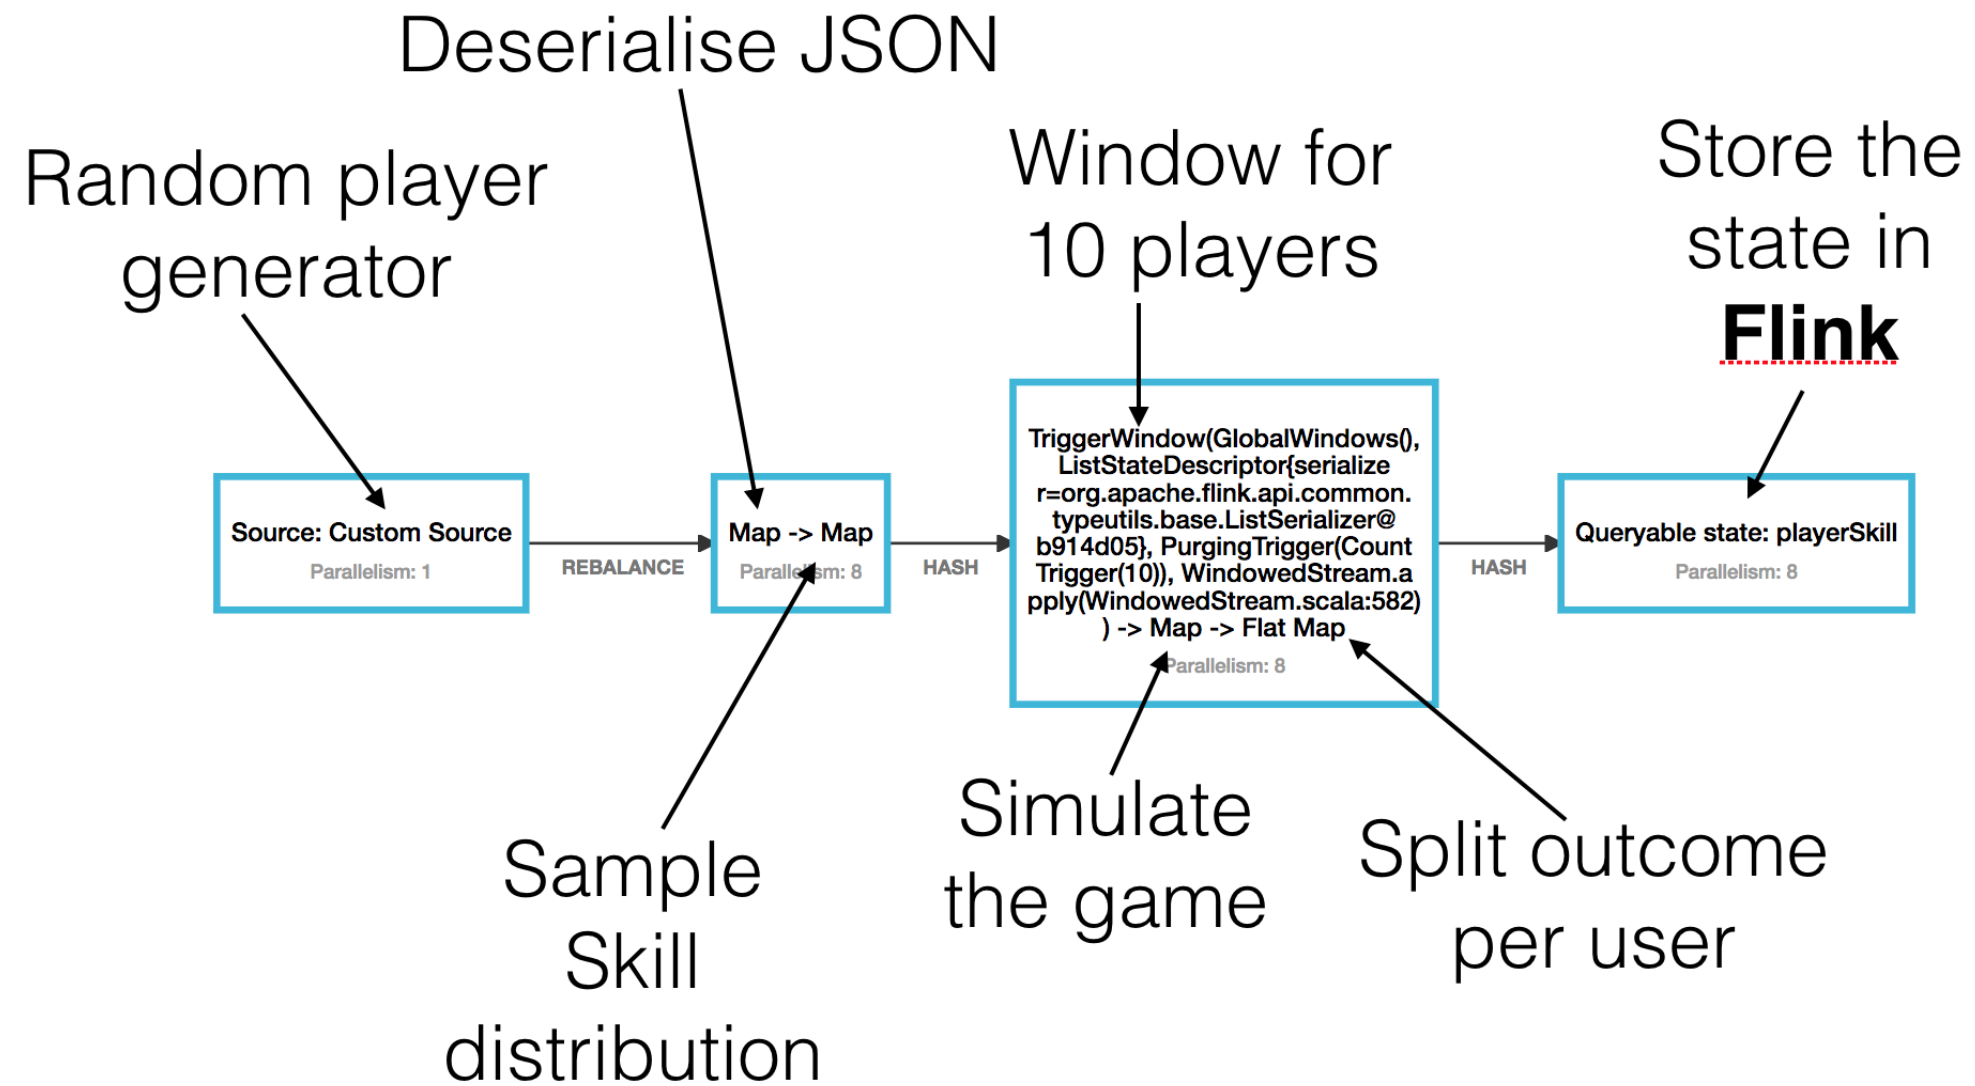 Deserialise JSON
Random player
generator
Window for
10 players
Store the
state in
Flink
Source: Custom Source
Parallelism: 1
REBALANCE
Map -> Map
Parallelism: 8
HASH
TriggerWindow(GlobalWindows(),
ListStateDescriptor{serialize
r=org.apache.flink.api.common.
typeutils.base.ListSerializer@
b914d05}, PurgingTrigger(Count
Trigger(10)), WindowedStream.a
pply(WindowedStream.scala:582)
) -> Map -> Flat Map
Parallelism: 8
HASH
Queryable state: playerSkill
Parallelism: 8
Sample
Skill
distribution
Simulate
the game
Split outcome
per user